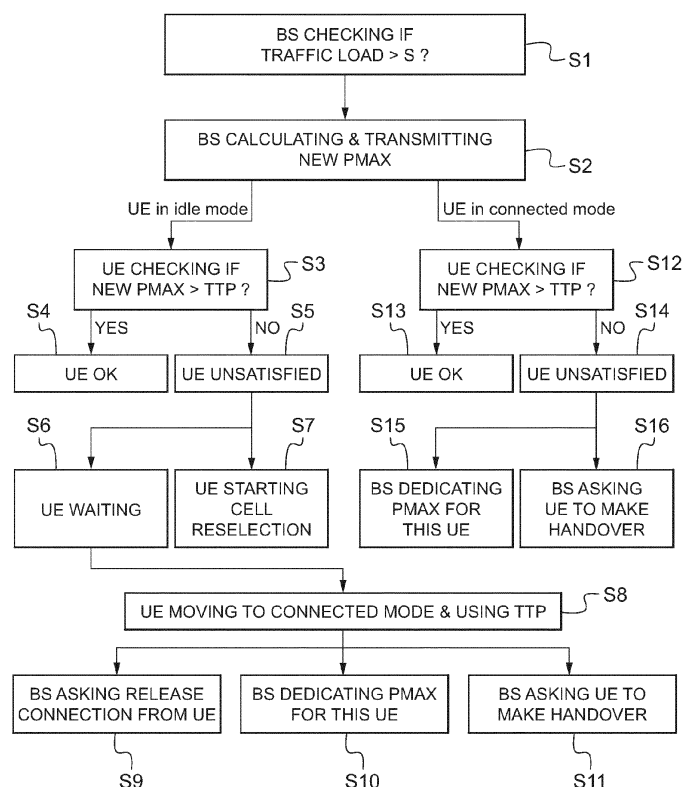 BS CHECKING IF
TRAFFIC LOAD > S ?
S1
BS CALCULATING & TRANSMITTING
NEW PMAX
S2
UE in idle mode
UE in connected mode
UE CHECKING IF
NEW PMAX > TTP ?
S3
UE CHECKING IF
NEW PMAX > TTP ?
S12
S4
YES
NO
S5
S13
YES
NO
S14
UE OK
UE UNSATISFIED
UE OK
UE UNSATISFIED
S6
S7
S15
S16
UE WAITING
UE STARTING
CELL
RESELECTION
BS DEDICATING
PMAX FOR
THIS UE
BS ASKING
UE TO MAKE
HANDOVER
UE MOVING TO CONNECTED MODE & USING TTP
S8
BS ASKING RELEASE
CONNECTION FROM UE
BS DEDICATING PMAX
FOR THIS UE
BS ASKING UE TO
MAKE HANDOVER
S9
S10
S11